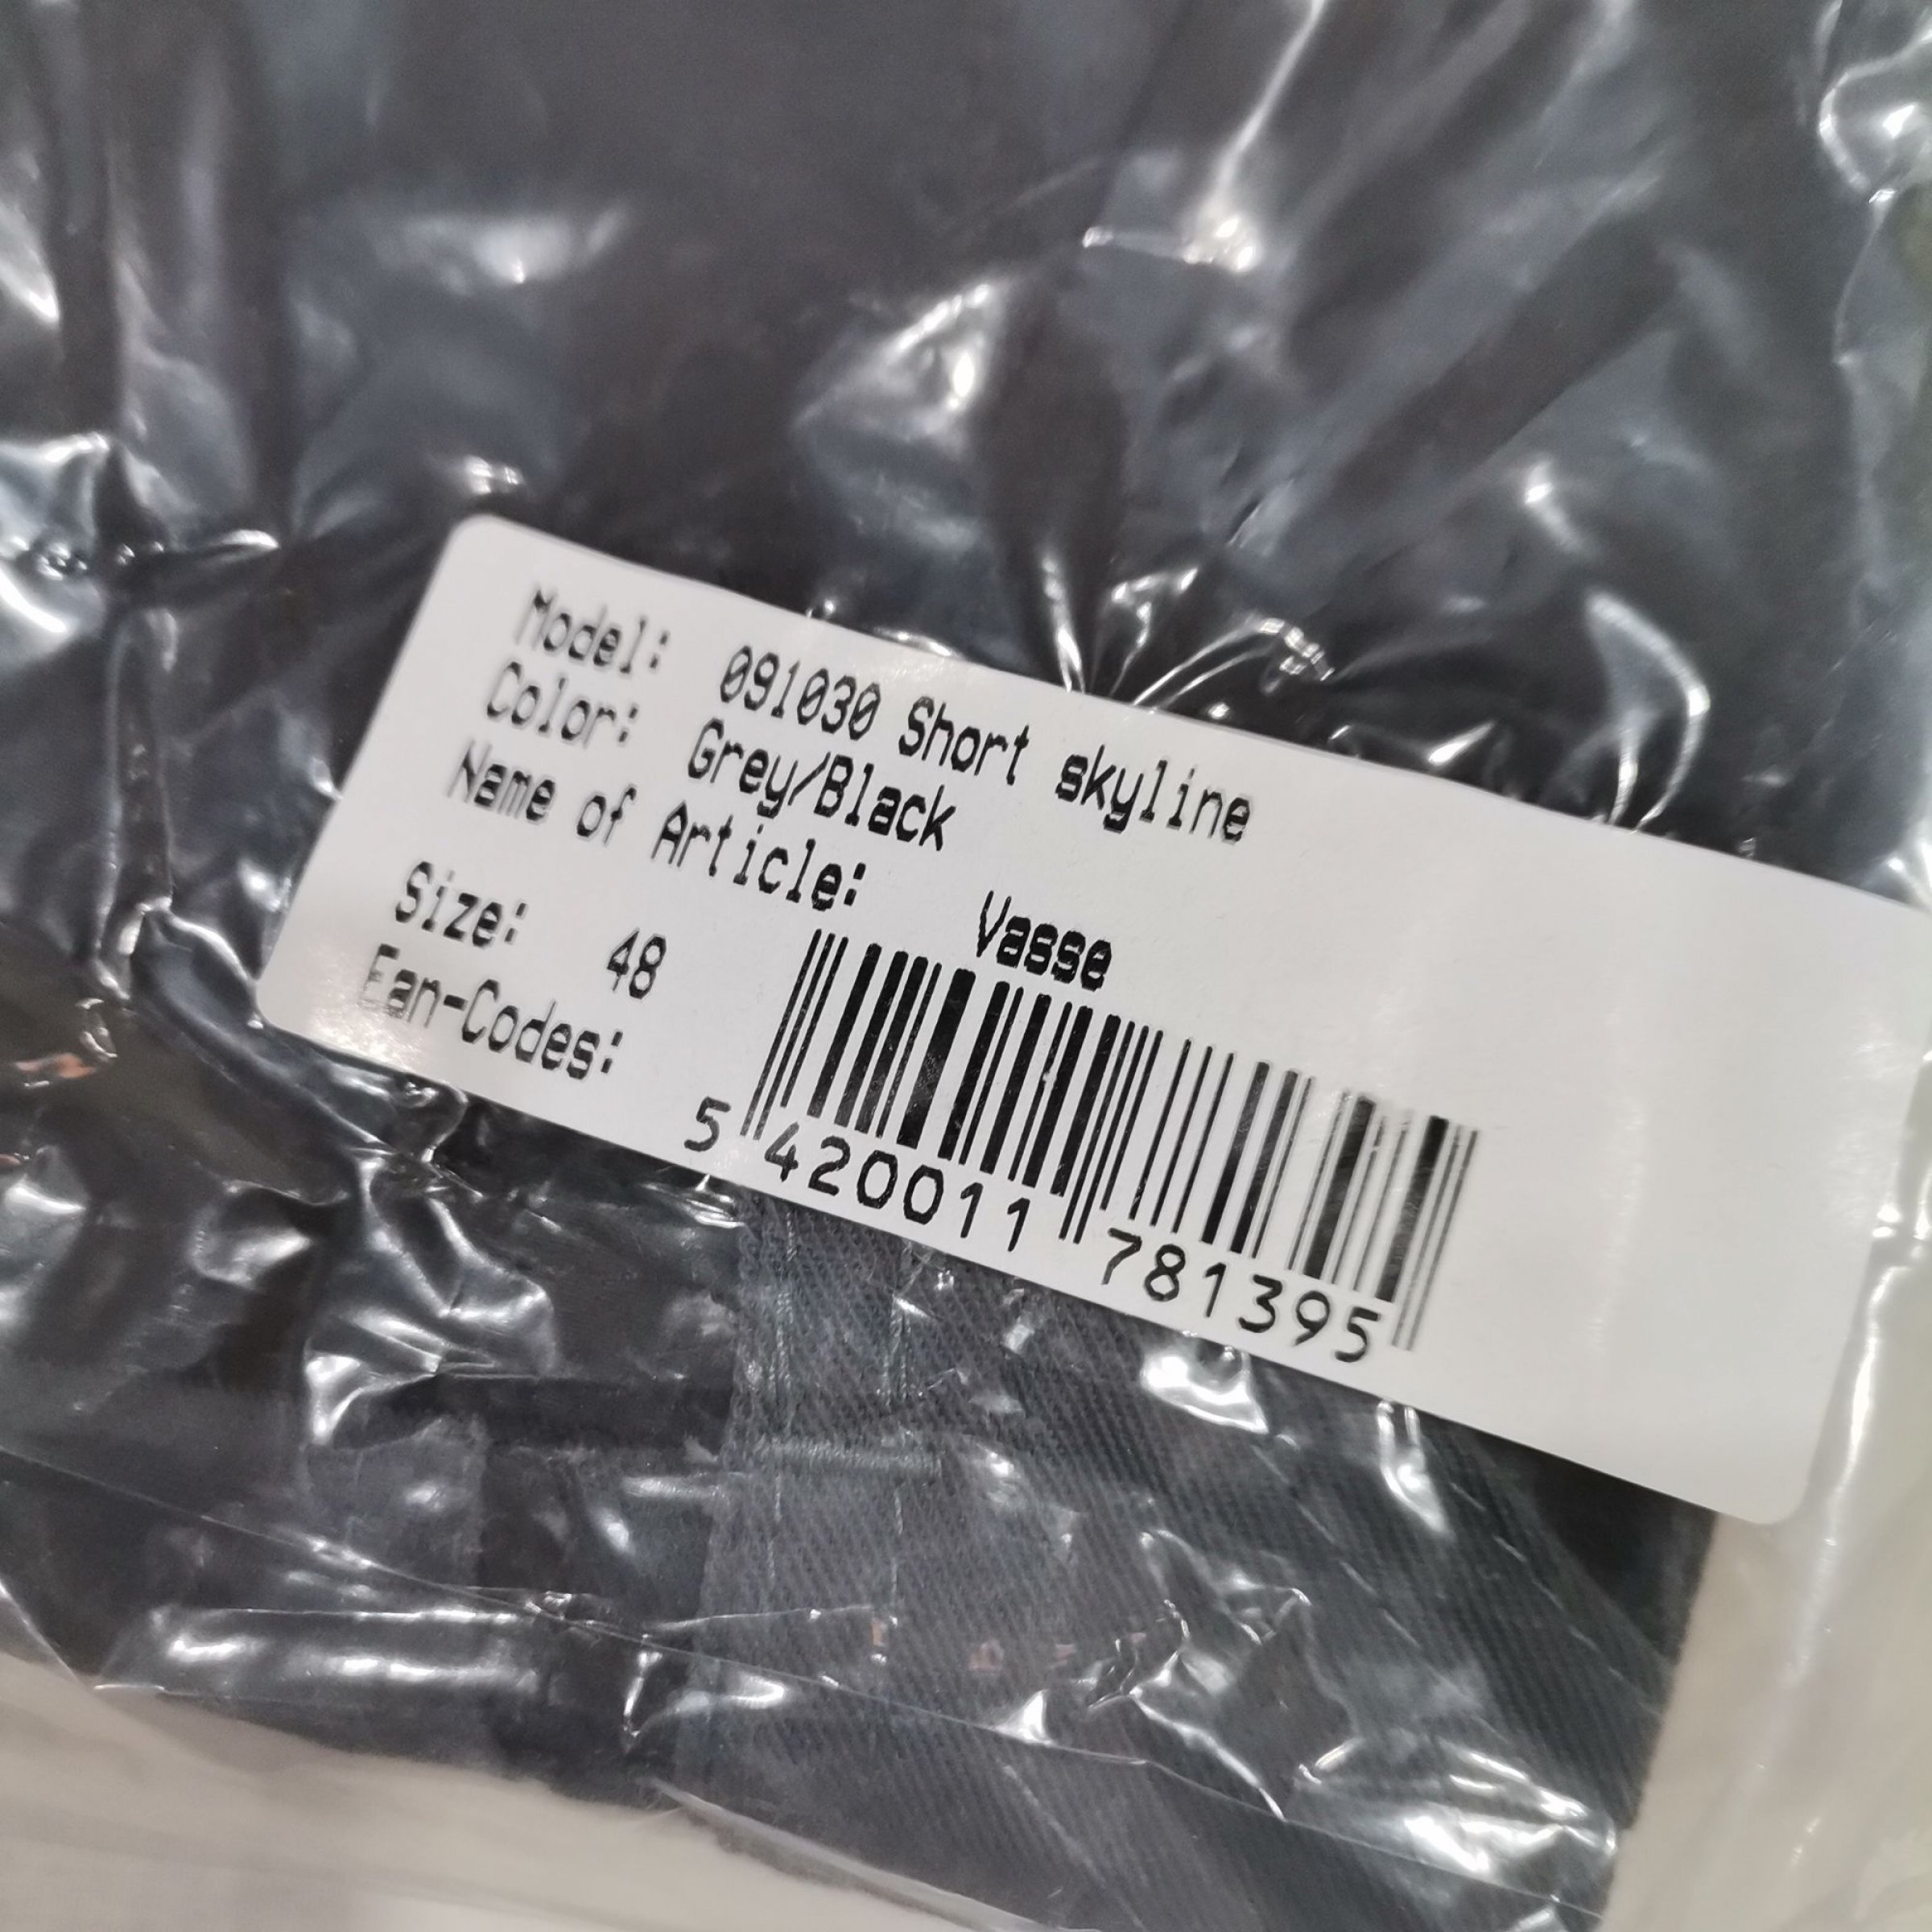 Model: 091030 Short skyline
Color: Grey/Black
Name of Article: Vasse
Size: 48
Ean-Codes:
5 420011 781395